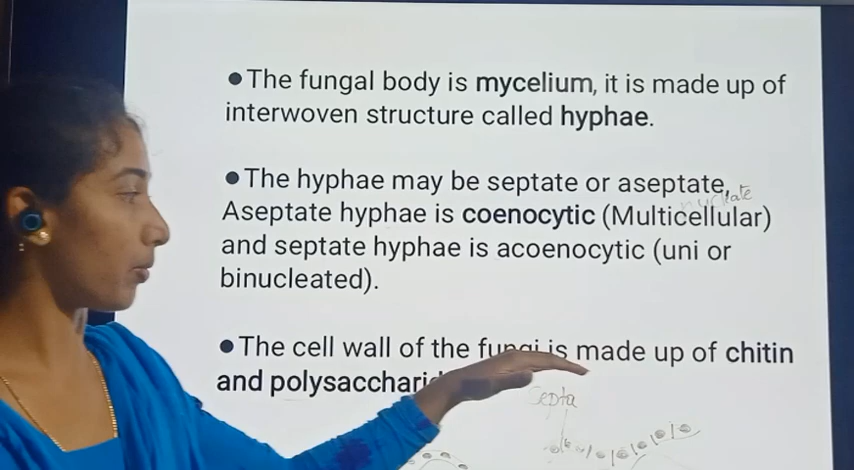 ●The fungal body is mycelium, it is made up of
interwoven structure called hyphae.
●The hyphae may be septate or aseptate,
nucleate
Aseptate hyphae is coenocytic (Multicellular)
and septate hyphae is acoenocytic (uni or
binucleated).
●The cell wall of the fungi is made up of chitin
and polysacchari
Septa